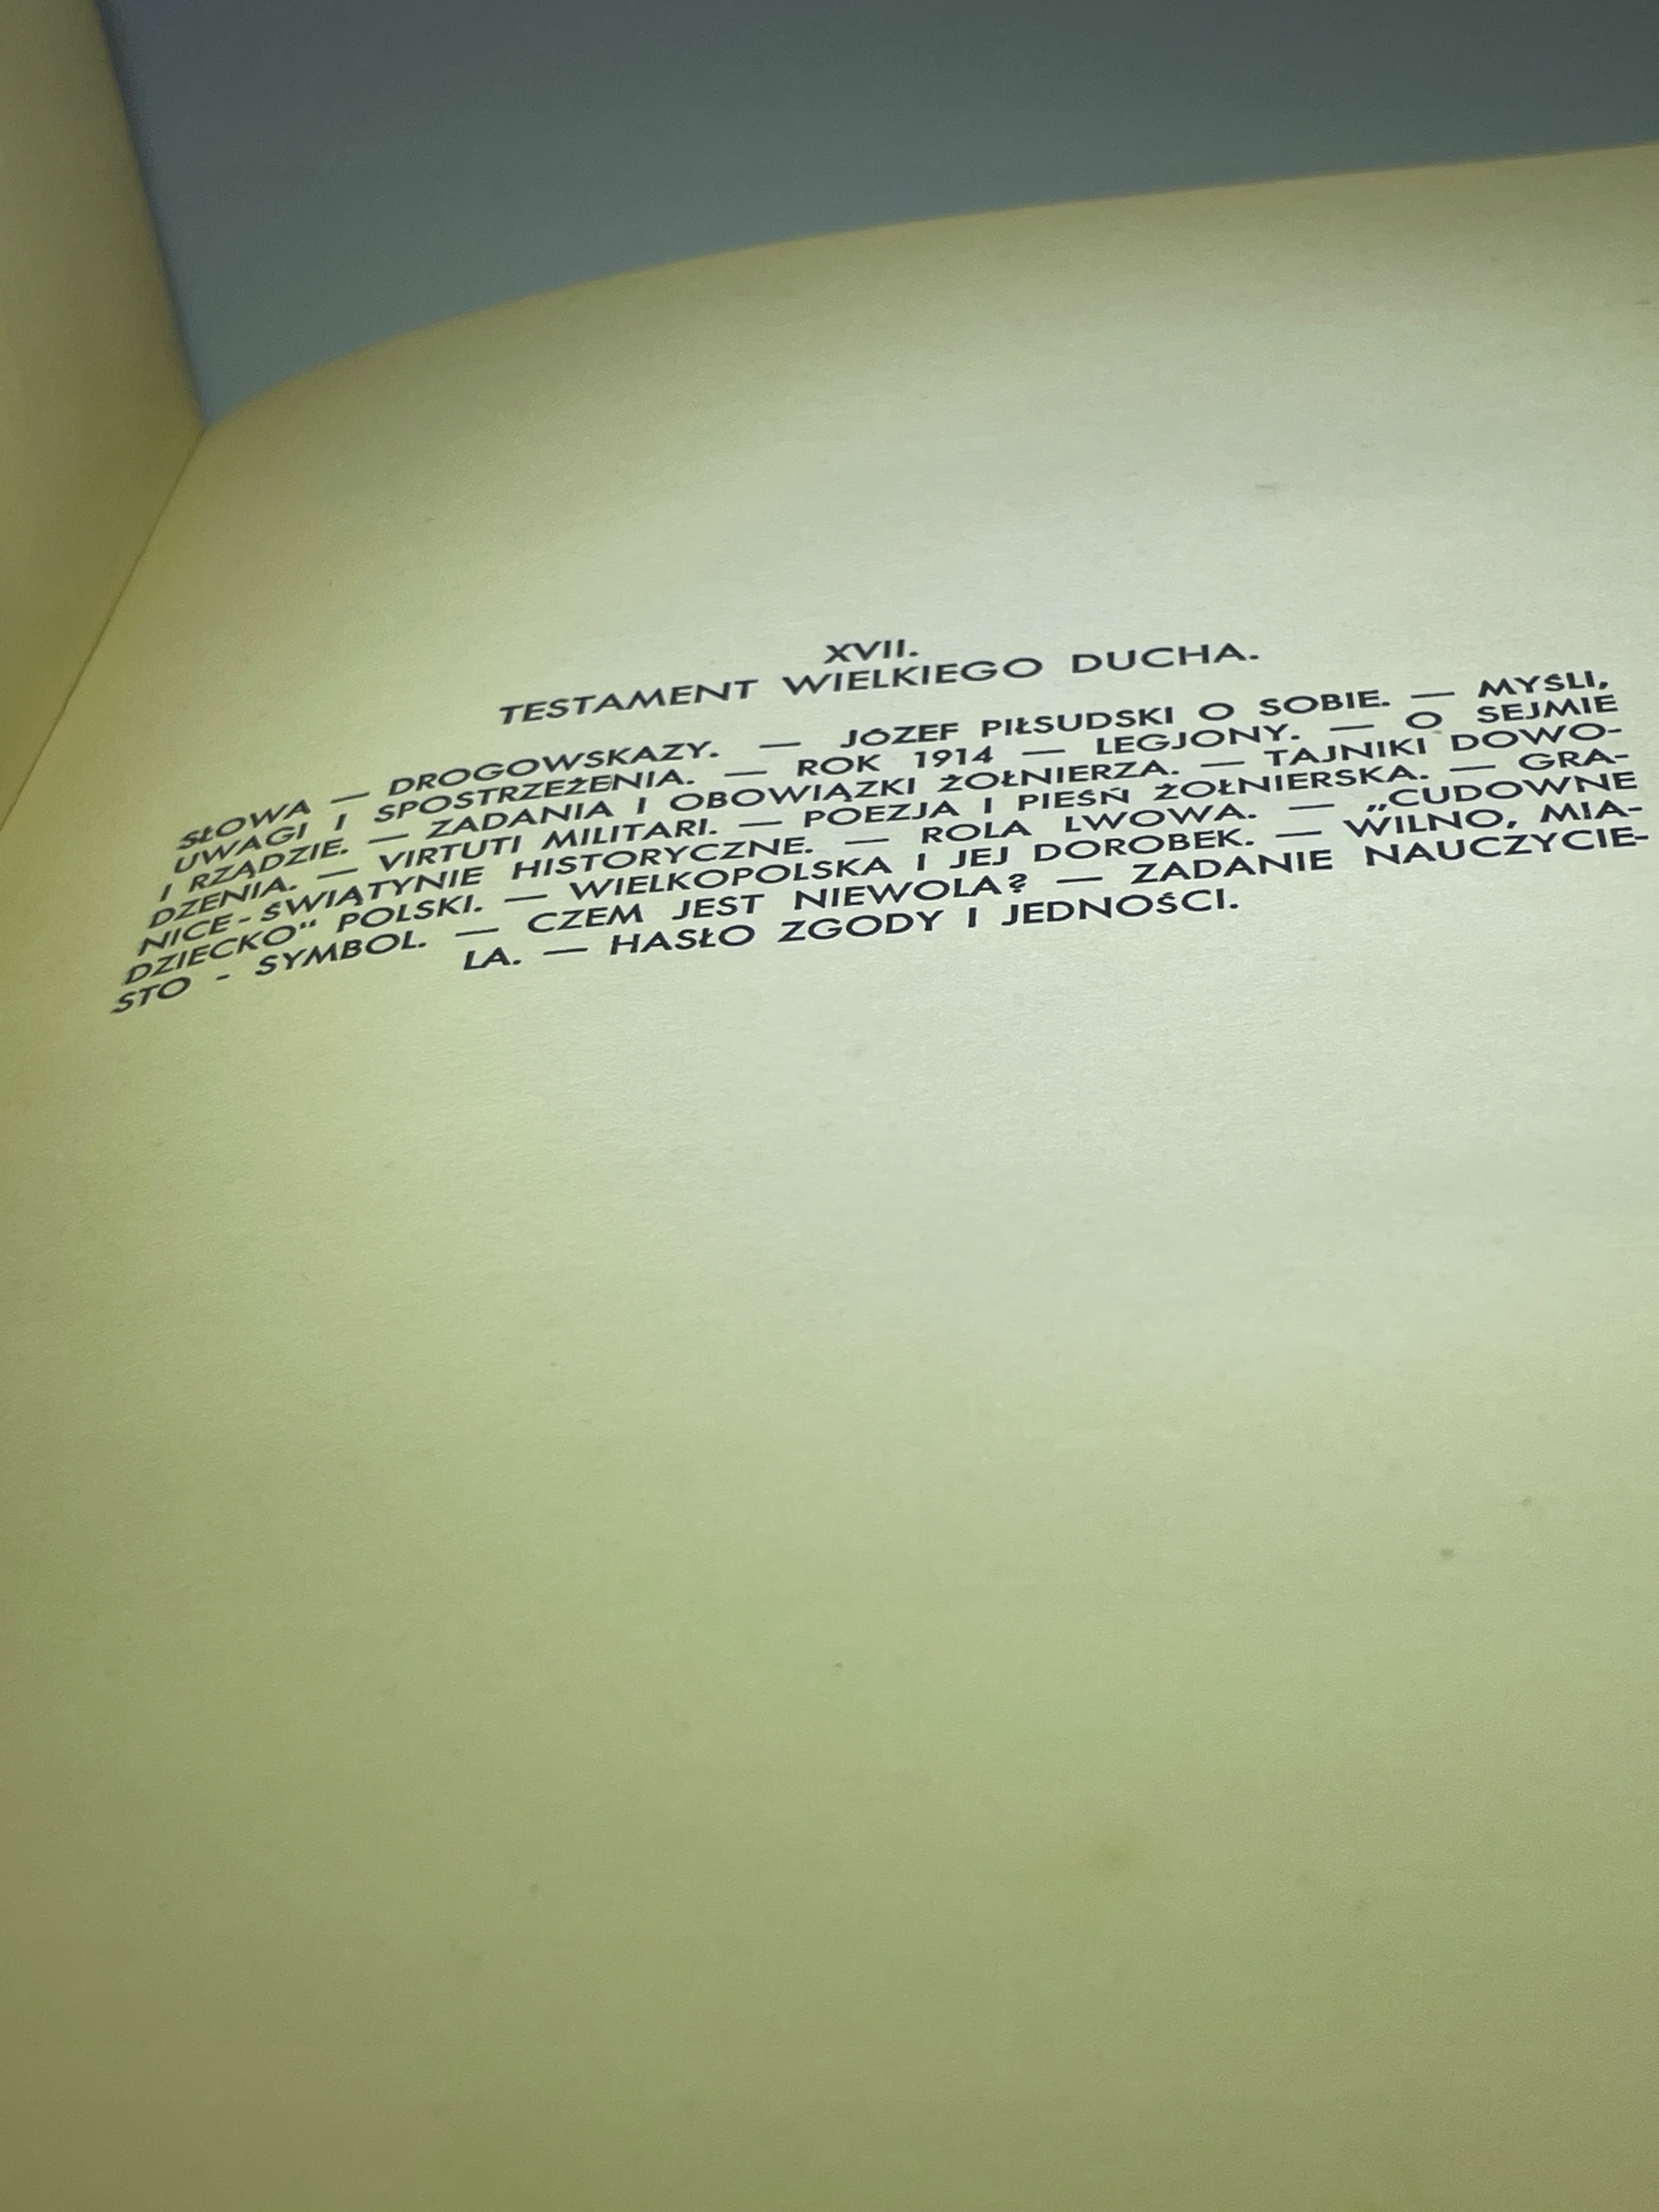 XVII.
TESTAMENT WIELKIEGO DUCHA.
SŁOWA — DROGOWSKAZY. — JÓZEF PIŁSUDSKI O SOBIE. — MYŚLI,
UWAGI I SPOSTRZEŻENIA. — ROK 1914 — LEGJONY. — O SEJMIE
I RZĄDZIE. — ZADANIA I OBOWIĄZKI ŻOŁNIERZA. — TAJNIKI DOWO-
DZENIA. — VIRTUTI MILITARI. — POEZJA I PIEŚŃ ŻOŁNIERSKA. — GRA-
NICE-ŚWIĄTYNIE HISTORYCZNE. — ROLA LWOWA. — „CUDOWNE
DZIECKO“ POLSKI. — WIELKOPOLSKA I JEJ DOROBEK. — WILNO, MIA-
STO - SYMBOL. — CZEM JEST NIEWOLA? — ZADANIE NAUCZYCIE-
LA. — HASŁO ZGODY I JEDNOŚCI.